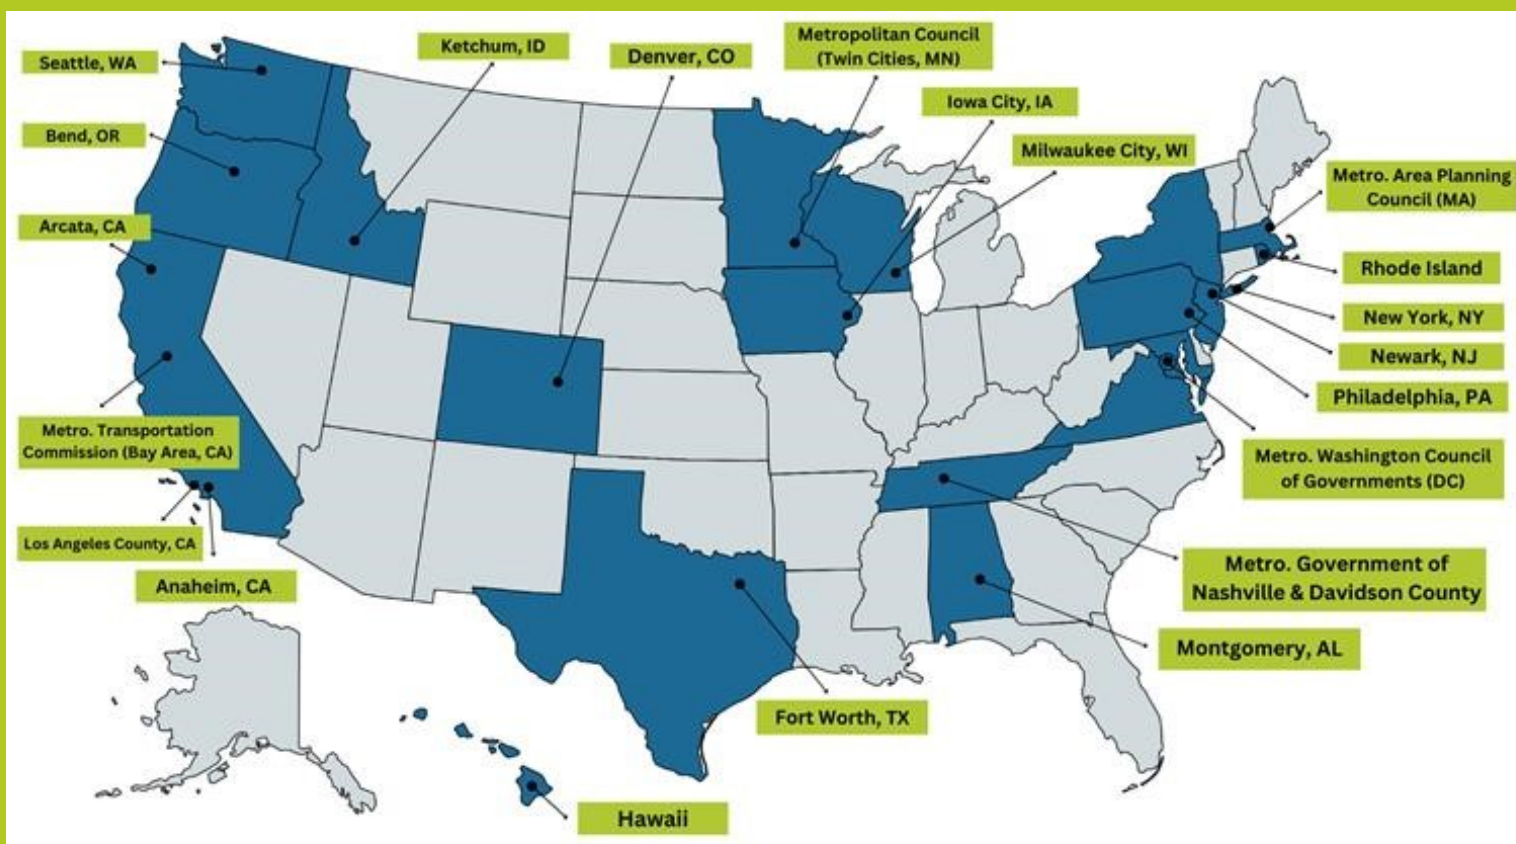 Seattle, WA
Ketchum, ID
Denver, CO
Metropolitan Council
(Twin Cities, MN)
Iowa City, IA
Milwaukee City, WI
Bend, OR
Metro. Area Planning
Council (MA)
Arcata, CA
Rhode Island
New York, NY
Newark, NJ
Philadelphia, PA
Metro. Transportation
Commission (Bay Area, CA)
Metro. Washington Council
of Governments (DC)
Los Angeles County, CA
Anaheim, CA
Metro. Government of
Nashville & Davidson County
Montgomery, AL
Fort Worth, TX
Hawaii